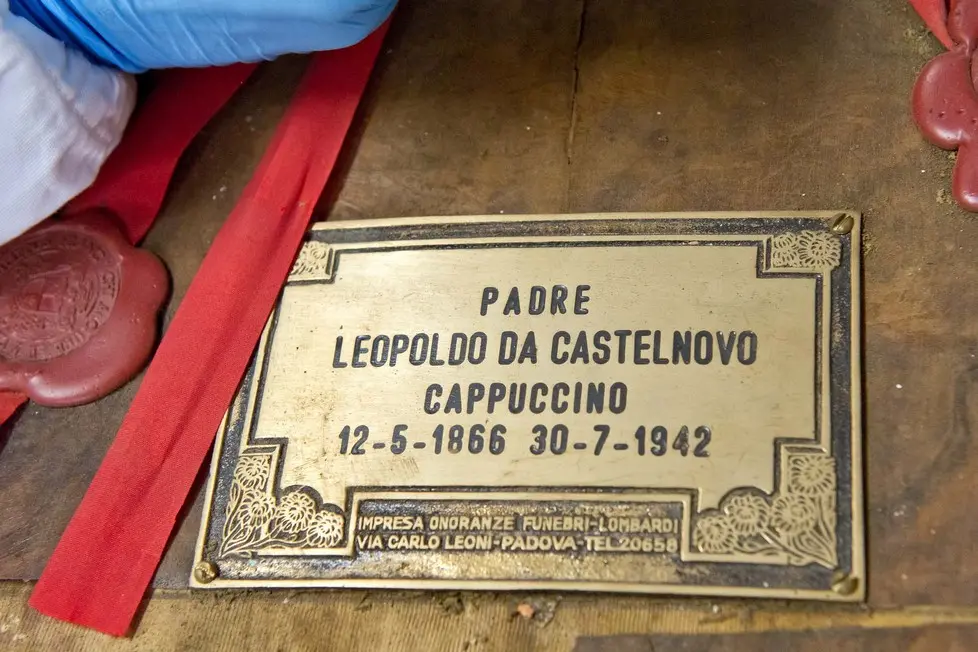 PADRE
LEOPOLDO DA CASTELNOVO
CAPPUCCINO
12-5-1866 30-7-1942
IMPRESA ONORANZE FUNEBRI-LOMBARDI
VIA CARLO LEONI-PADOVA-TEL.20658